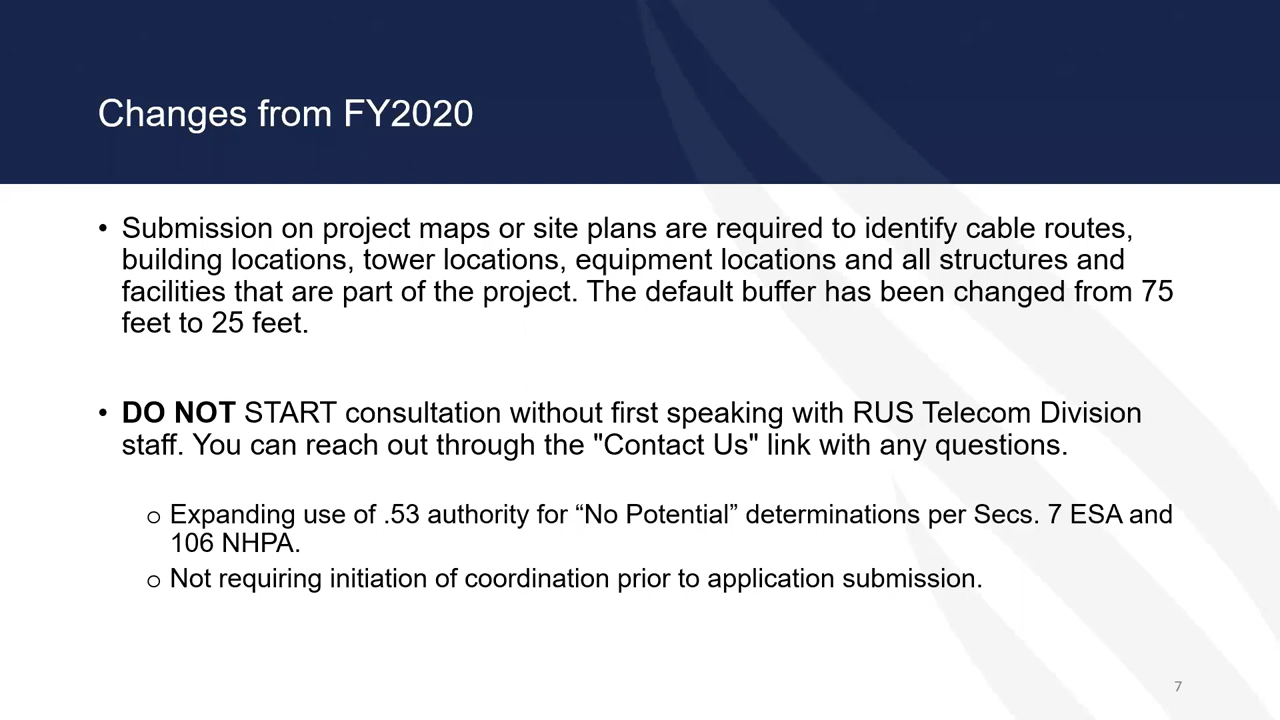 Changes from FY2020
• Submission on project maps or site plans are required to identify cable routes,
building locations, tower locations, equipment locations and all structures and
facilities that are part of the project. The default buffer has been changed from 75
feet to 25 feet.
• DO NOT START consultation without first speaking with RUS Telecom Division
staff. You can reach out through the "Contact Us" link with any questions.
o Expanding use of .53 authority for “No Potential” determinations per Secs. 7 ESA and
106 NHPA.
o Not requiring initiation of coordination prior to application submission.
7